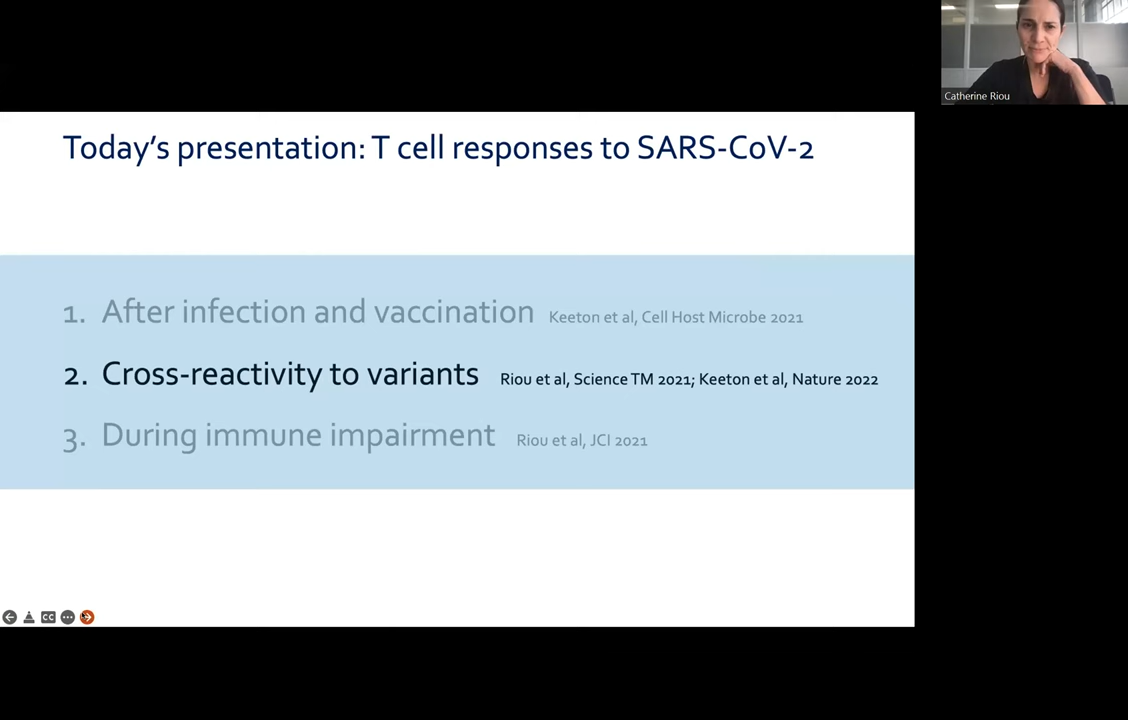 Catherine Riou
Today's presentation: T cell responses to SARS-CoV-2
1. After infection and vaccination Keeton et al, Cell Host Microbe 2021
2. Cross-reactivity to variants Riou et al, Science TM 2021; Keeton et al, Nature 2022
3. During immune impairment Riou et al, JCI 2021
CC